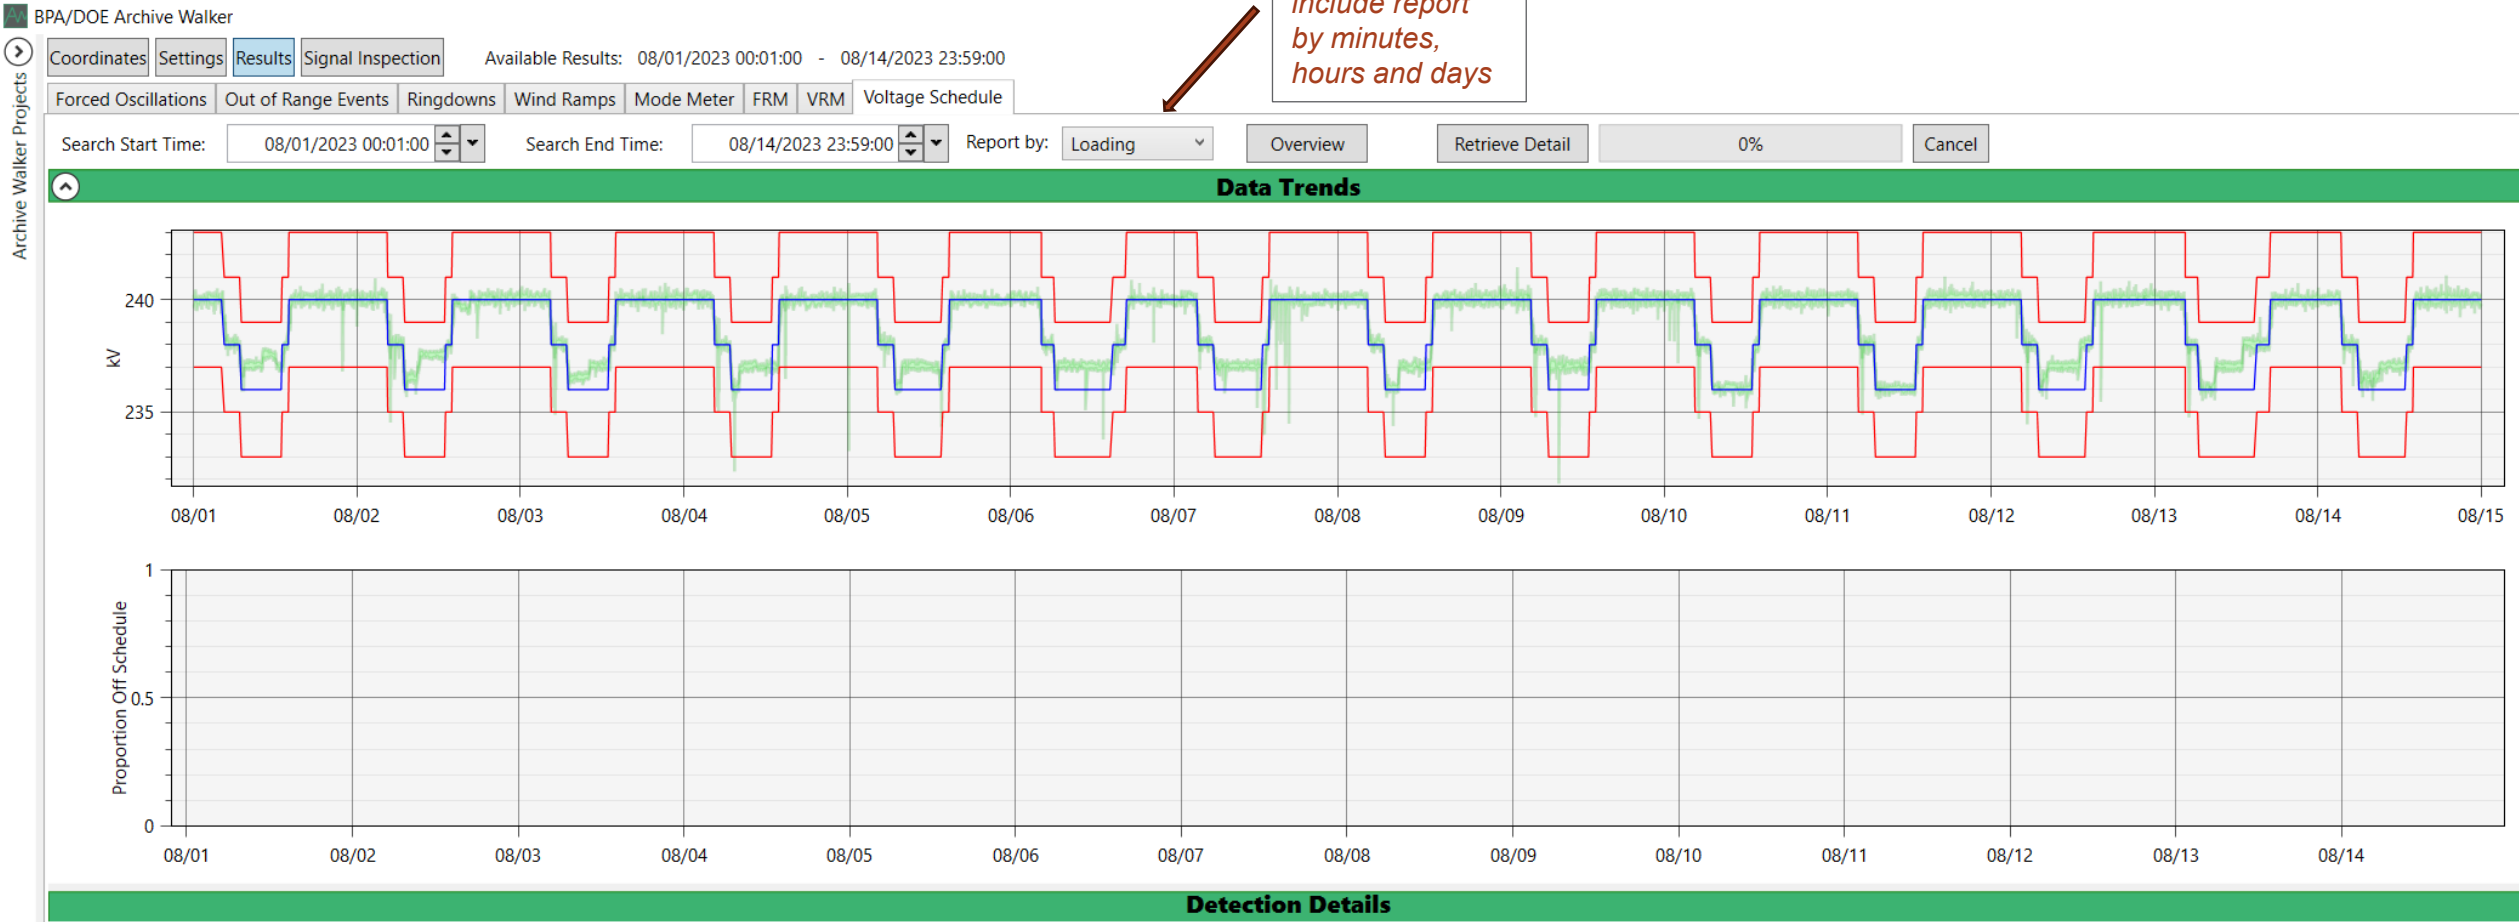 BPA/DOE Archive Walker
include report
by minutes,
hours and days
Coordinates Settings Results Signal Inspection Available Results: 08/01/2023 00:01:00 - 08/14/2023 23:59:00
Forced Oscillations Out of Range Events Ringdowns Wind Ramps Mode Meter FRM VRM Voltage Schedule
Search Start Time: 08/01/2023 00:01:00 Search End Time: 08/14/2023 23:59:00 Report by: Loading Overview Retrieve Detail 0% Cancel
Archive Walker Projects
Data Trends
240
235
kV
08/01 08/02 08/03 08/04 08/05 08/06 08/07 08/08 08/09 08/10 08/11 08/12 08/13 08/14 08/15
1
0.5
0
Proportion Off Schedule
08/01 08/02 08/03 08/04 08/05 08/06 08/07 08/08 08/09 08/10 08/11 08/12 08/13 08/14
Detection Details